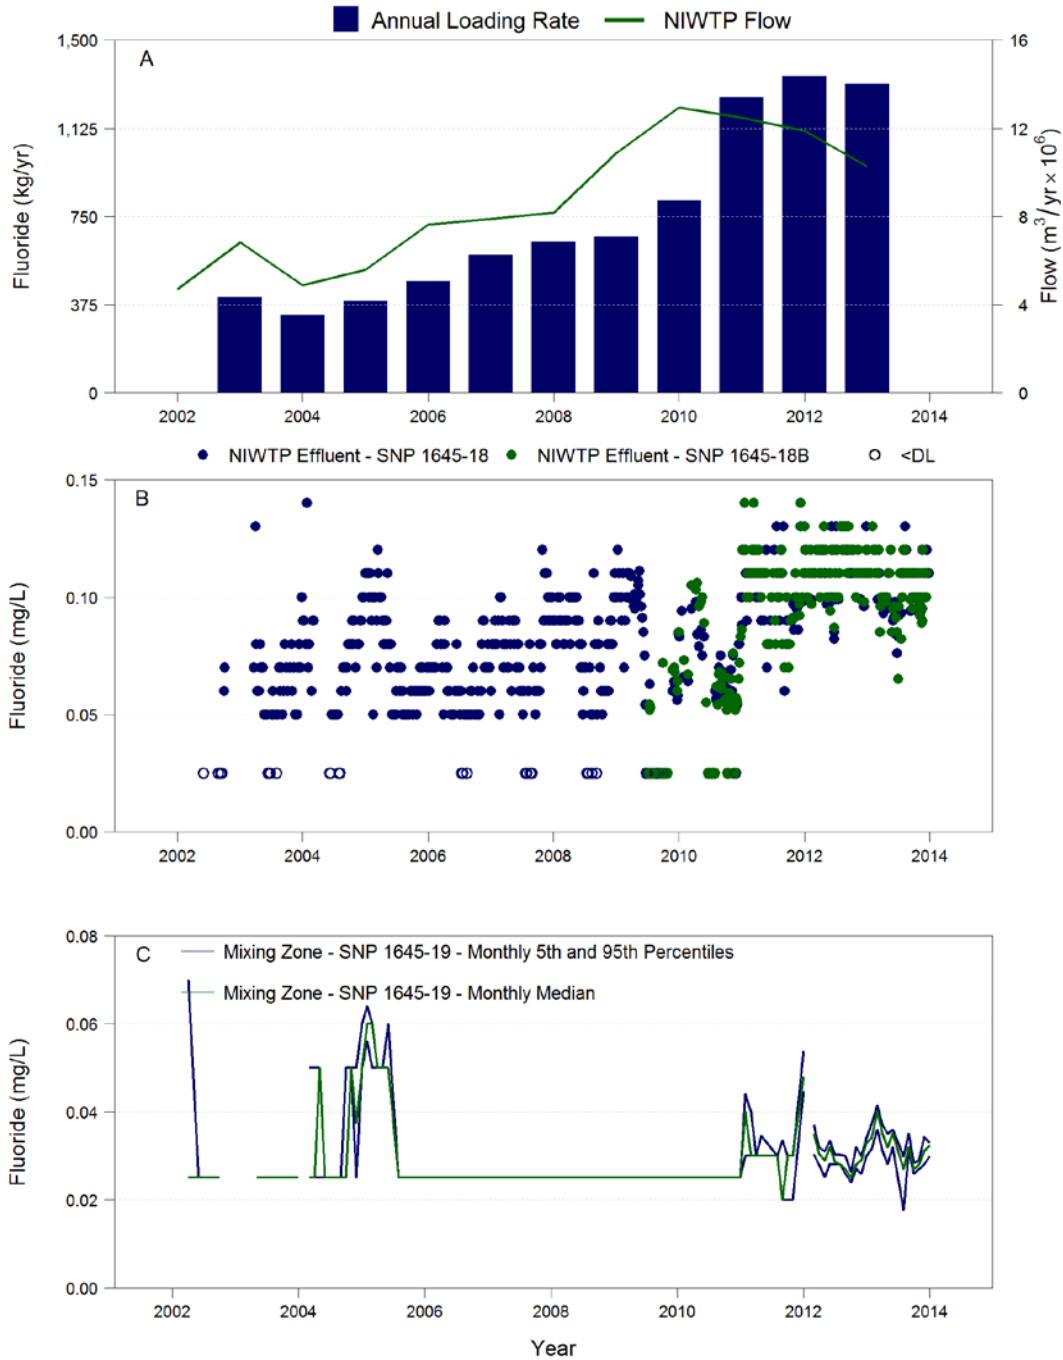 Annual Loading Rate NIWTP Flow
A
1,500
1,125
750
375
0
16
12
8
4
0
Fluoride (kg/yr)
Flow (m³/yr × 10⁶)
2002 2004 2006 2008 2010 2012 2014
NIWTP Effluent - SNP 1645-18 NIWTP Effluent - SNP 1645-18B <DL
B
0.15
0.10
0.05
0.00
Fluoride (mg/L)
2002 2004 2006 2008 2010 2012 2014
C
Mixing Zone - SNP 1645-19 - Monthly 5th and 95th Percentiles
Mixing Zone - SNP 1645-19 - Monthly Median
0.08
0.06
0.04
0.02
0.00
Fluoride (mg/L)
2002 2004 2006 2008 2010 2012 2014
Year